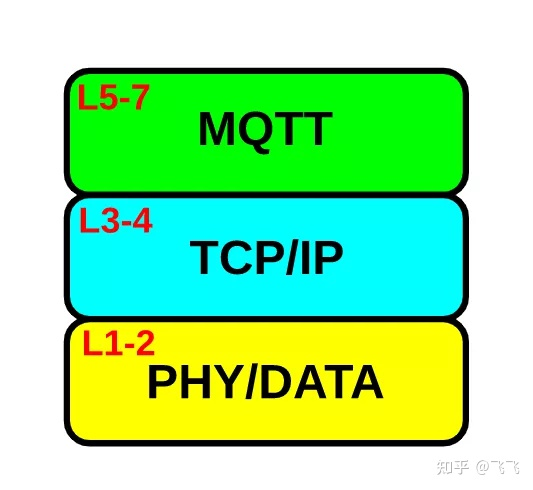 L5-7
MQTT
L3-4
TCP/IP
L1-2
PHY/DATA
知乎 @飞飞